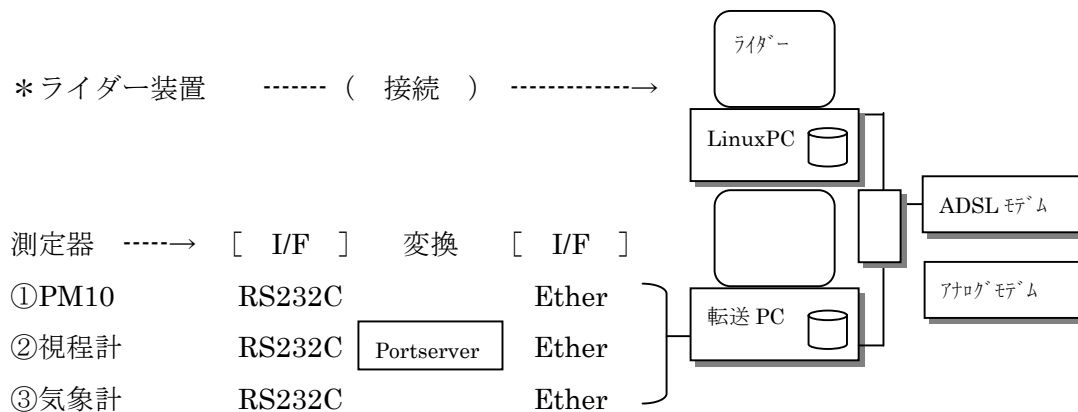 ﾗｲﾀﾞｰ
＊ライダー装置 ------- ( 接続 ) -------------→
LinuxPC
ADSL ﾓﾃﾞﾑ
測定器 -----→ [ I/F ] 変換 [ I/F ]
ｱﾅﾛｸﾞﾓﾃﾞﾑ
①PM10 RS232C Ether
転送 PC
②視程計 RS232C Portserver Ether
③気象計 RS232C Ether